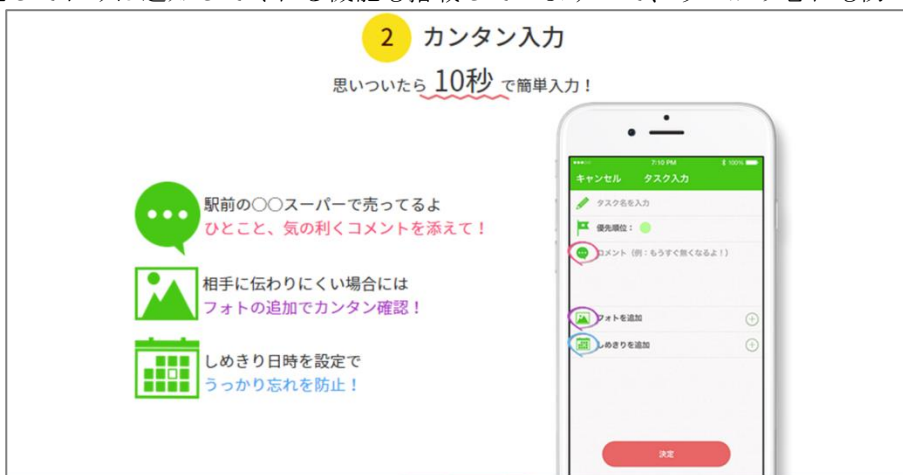 2 カンタン入力
思いついたら10秒で簡単入力！
駅前の〇〇スーパーで売ってるよ
ひとこと、気の利くコメントを添えて！
相手に伝わりにくい場合には
フォトの追加でカンタン確認！
しめきり日時を設定で
うっかり忘れを防止！
7:10 PM 100%
キャンセル タスク入力
タスク名を入力
優先順位：
コメント（例：もうすぐ無くなるよ！）
フォトを追加
しめきりを追加
決定